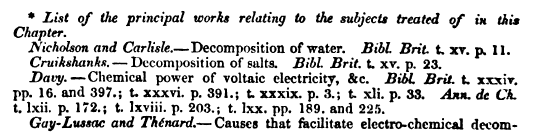 * List of the principal works relating to the subjects treated of in this
Chapter.
Nicholson and Carlisle.—Decomposition of water. Bibl. Brit. t. xv. p. 11.
Cruikshanks.—Decomposition of salts. Bibl. Brit. t. xv. p. 23.
Davy.—Chemical power of voltaic electricity, &c. Bibl. Brit. t. xxxiv.
pp. 16. and 397.; t. xxxvi. p. 391.; t. xxxix. p. 3.; t. xli. p. 33. Ann. de Ch.
t. lxii. p. 172.; t. lxviii. p. 203.; t. lxx. pp. 189. and 225.
Gay-Lussac and Thénard.—Causes that facilitate electro-chemical decom-